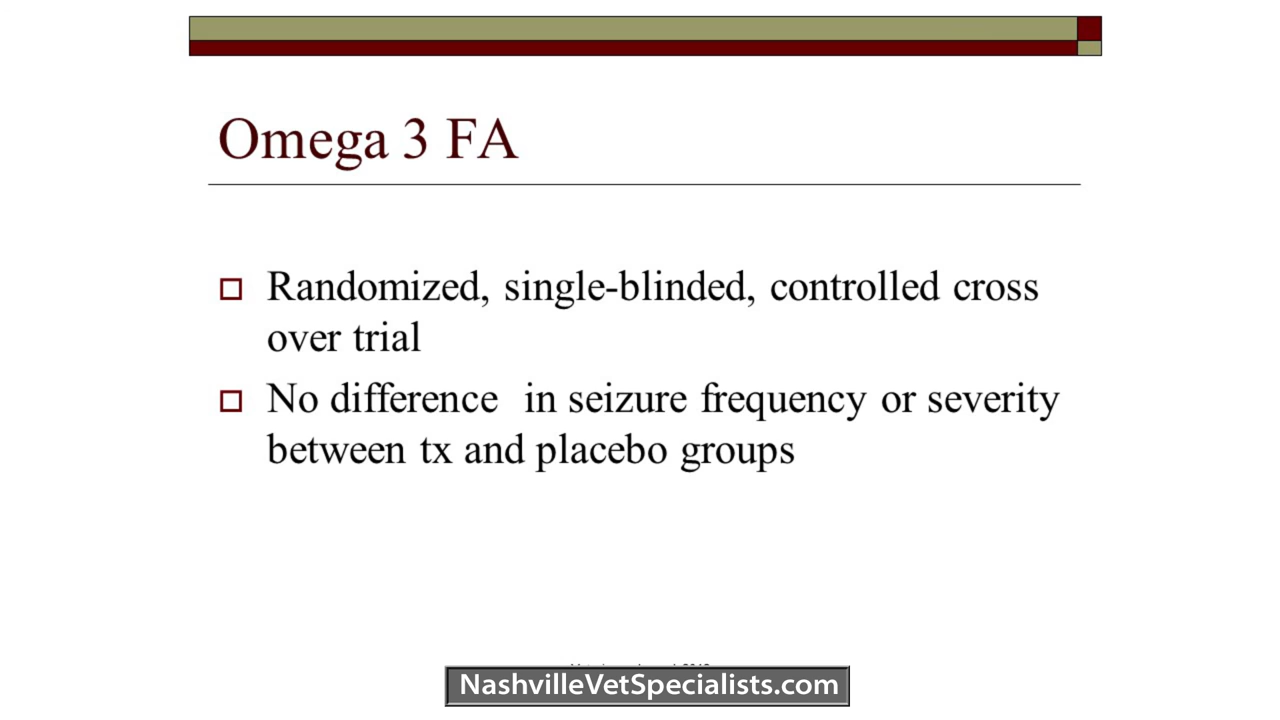 Omega 3 FA
Randomized, single-blinded, controlled cross
over trial
No difference in seizure frequency or severity
between tx and placebo groups
NashvilleVetSpecialists.com